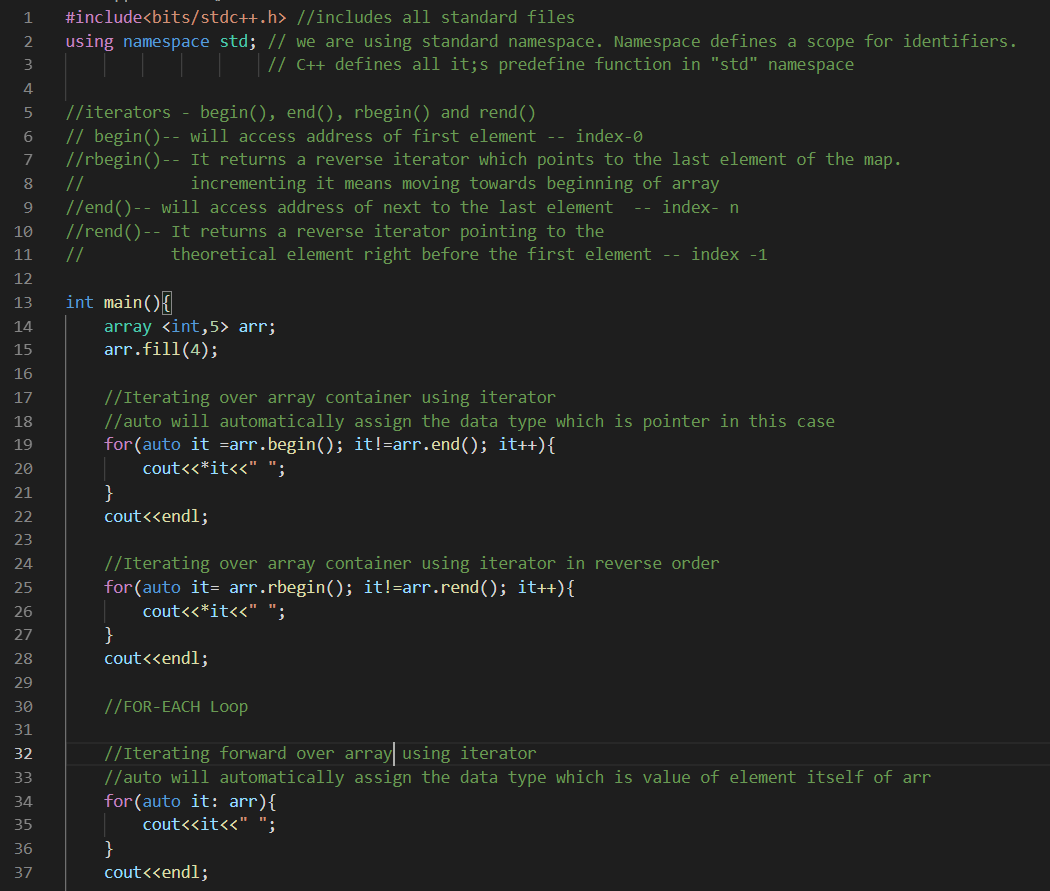 1 #include<bits/stdc++.h> //includes all standard files
2 using namespace std; // we are using standard namespace. Namespace defines a scope for identifiers.
3 // C++ defines all it;s predefine function in "std" namespace
4
5 //iterators - begin(), end(), rbegin() and rend()
6 // begin()-- will access address of first element -- index-0
7 //rbegin()-- It returns a reverse iterator which points to the last element of the map.
8 //           incrementing it means moving towards beginning of array
9 //end()-- will access address of next to the last element  -- index- n
10 //rend()-- It returns a reverse iterator pointing to the
11 //         theoretical element right before the first element -- index -1
12
13 int main(){
14     array <int,5> arr;
15     arr.fill(4);
16
17     //Iterating over array container using iterator
18     //auto will automatically assign the data type which is pointer in this case
19     for(auto it =arr.begin(); it!=arr.end(); it++){
20         cout<<*it<<" ";
21     }
22     cout<<endl;
23
24     //Iterating over array container using iterator in reverse order
25     for(auto it= arr.rbegin(); it!=arr.rend(); it++){
26         cout<<*it<<" ";
27     }
28     cout<<endl;
29
30     //FOR-EACH Loop
31
32     //Iterating forward over array using iterator
33     //auto will automatically assign the data type which is value of element itself of arr
34     for(auto it: arr){
35         cout<<it<<" ";
36     }
37     cout<<endl;